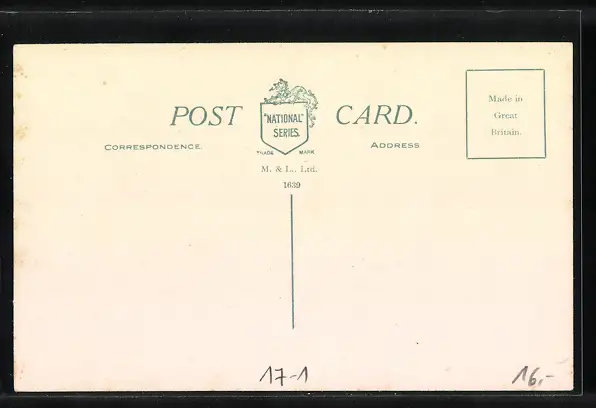 POST CARD.
"NATIONAL"
SERIES.
TRADE MARK
CORRESPONDENCE.
ADDRESS
M. & L., Ltd.
1639
Made in
Great
Britain.
17-1
16,-